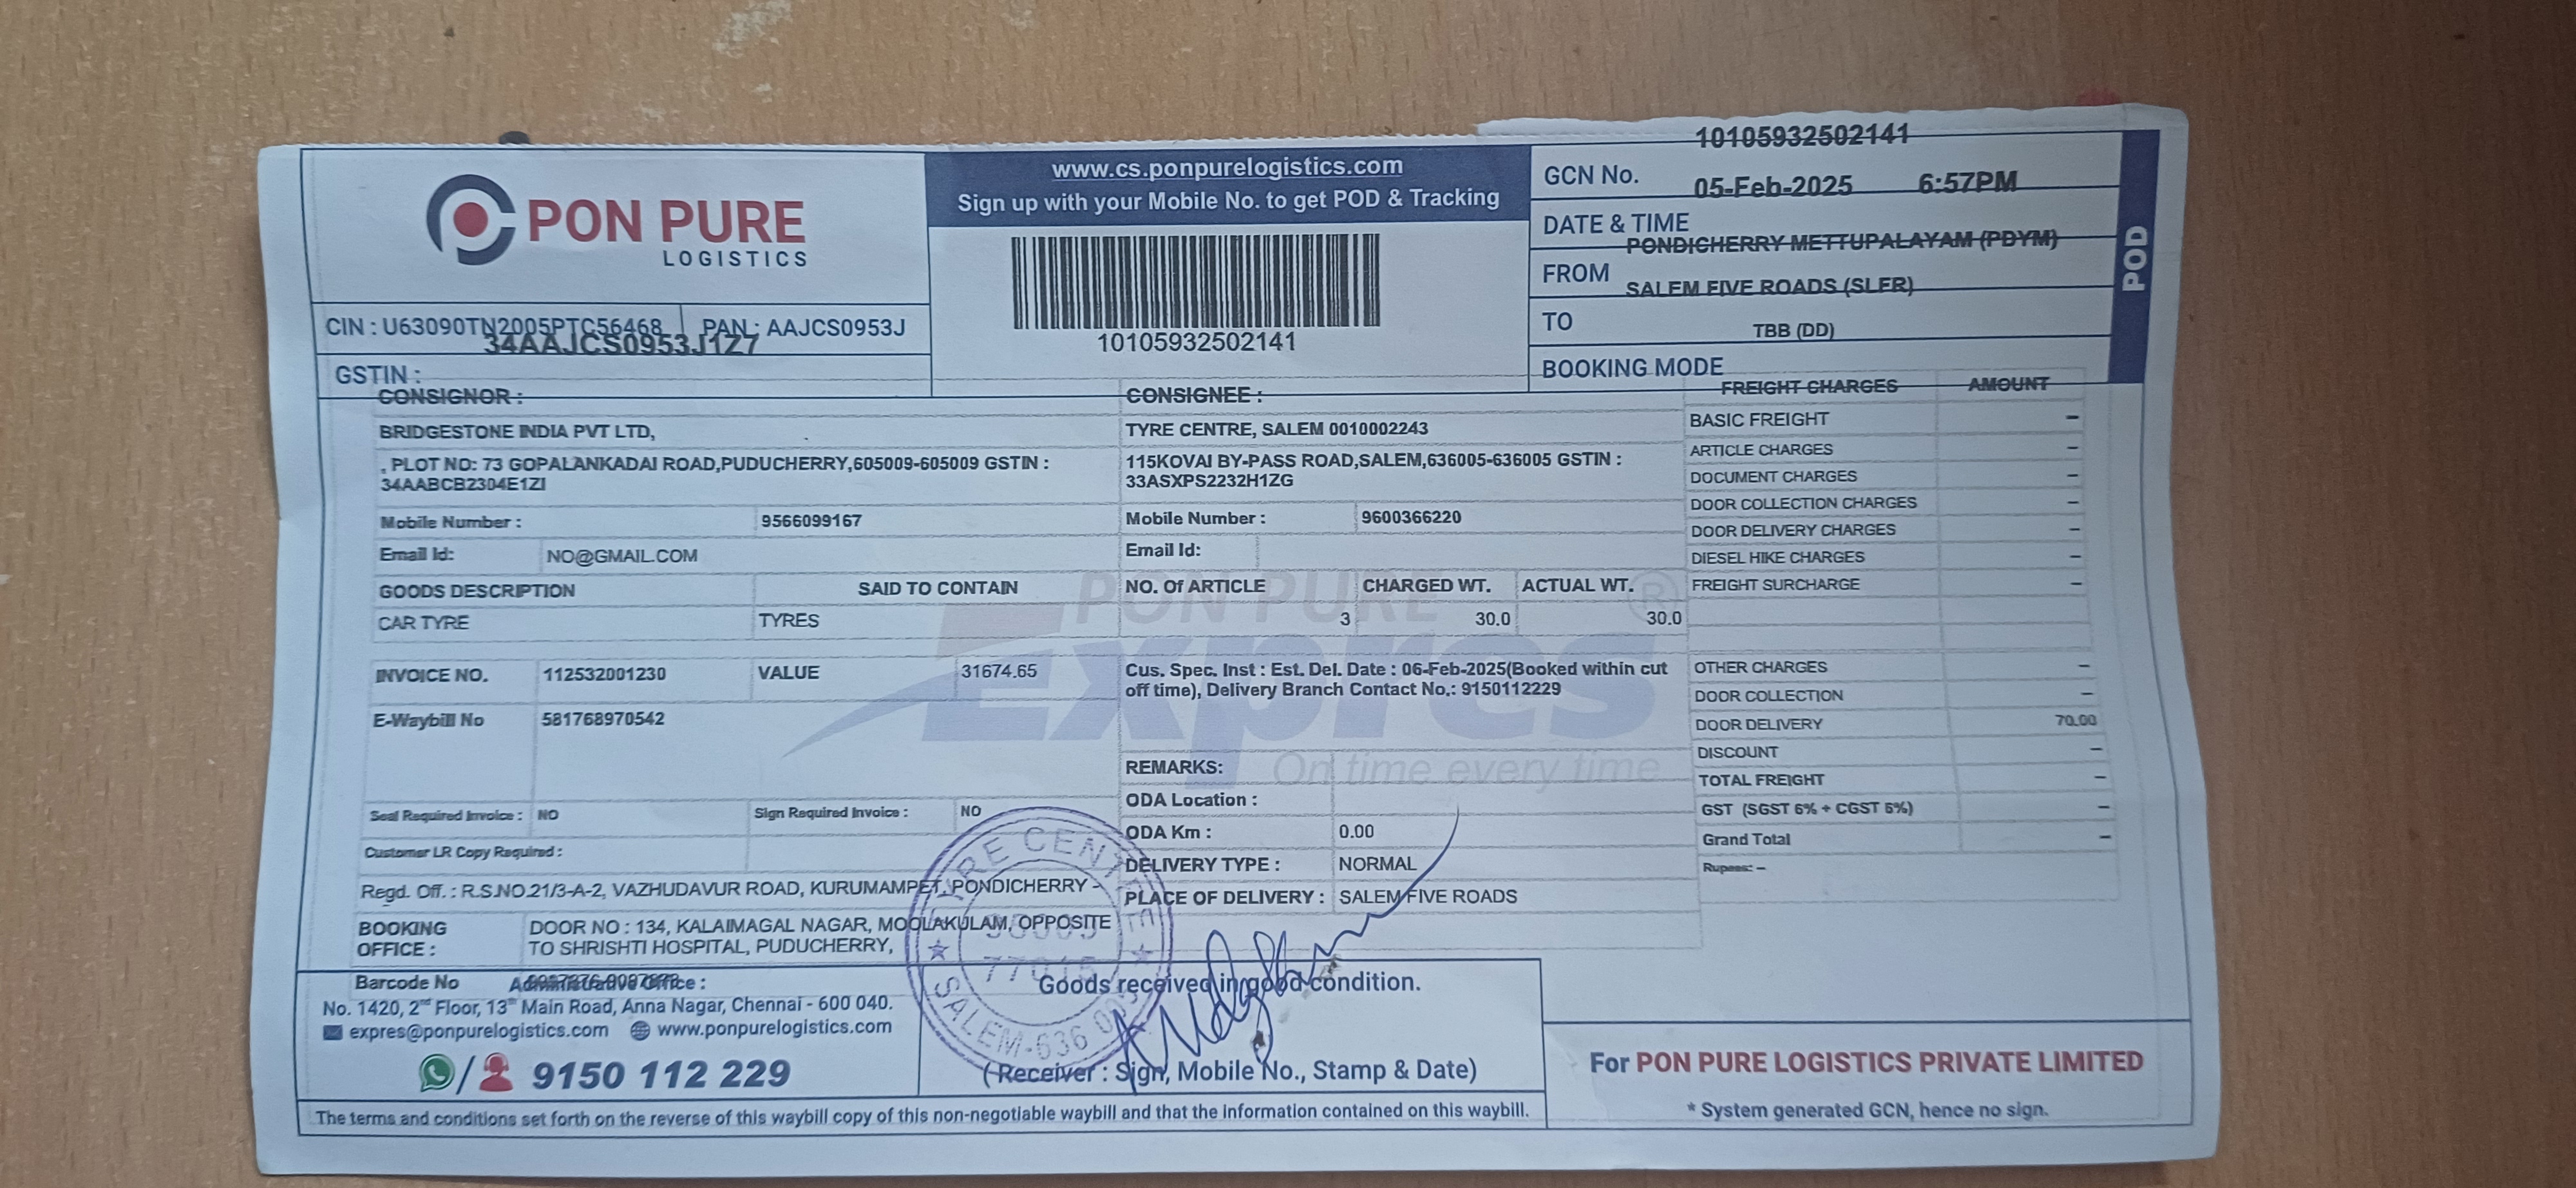 PON PURE
LOGISTICS
www.cs.ponpurelogistics.com
Sign up with your Mobile No. to get POD & Tracking
10105932502141
10105932502141
GCN No.
05-Feb-2025 6:57PM
DATE & TIME
PONDICHERRY METTUPALAYAM (PDYM)
FROM
SALEM FIVE ROADS (SLFR)
TO
TBB (DD)
BOOKING MODE
POD
CIN : U63090TN2005PTC56468 PAN : AAJCS0953J
34AAJCS0953J1Z7
GSTIN :
CONSIGNOR :
BRIDGESTONE INDIA PVT LTD,
, PLOT NO: 73 GOPALANKADAI ROAD,PUDUCHERRY,605009-605009 GSTIN :
34AABCB2304E1ZI
Mobile Number : 9566099167
Email Id: NO@GMAIL.COM
GOODS DESCRIPTION SAID TO CONTAIN
CAR TYRE TYRES
INVOICE NO. 112532001230 VALUE 31674.65
E-Waybill No 581768970542
Seal Required Invoice : NO Sign Required Invoice : NO
Customer LR Copy Required :
Regd. Off. : R.S.NO.21/3-A-2, VAZHUDAVUR ROAD, KURUMAMPET, PONDICHERRY -
BOOKING OFFICE : DOOR NO : 134, KALAIMAGAL NAGAR, MOOLAKULAM, OPPOSITE
TO SHRISHTI HOSPITAL, PUDUCHERRY,
CONSIGNEE :
TYRE CENTRE, SALEM 0010002243
115KOVAI BY-PASS ROAD,SALEM,636005-636005 GSTIN :
33ASXPS2232H1ZG
Mobile Number : 9600366220
Email Id:
NO. Of ARTICLE CHARGED WT. ACTUAL WT.
3 30.0 30.0
PON PURE
Expres
On time every time
Cus. Spec. Inst : Est. Del. Date : 06-Feb-2025(Booked within cut
off time), Delivery Branch Contact No.: 9150112229
REMARKS:
ODA Location :
ODA Km : 0.00
DELIVERY TYPE : NORMAL
PLACE OF DELIVERY : SALEM FIVE ROADS
FREIGHT CHARGES AMOUNT
BASIC FREIGHT –
ARTICLE CHARGES –
DOCUMENT CHARGES –
DOOR COLLECTION CHARGES –
DOOR DELIVERY CHARGES –
DIESEL HIKE CHARGES –
FREIGHT SURCHARGE –
OTHER CHARGES –
DOOR COLLECTION –
DOOR DELIVERY 70.00
DISCOUNT –
TOTAL FREIGHT –
GST (SGST 6% + CGST 6%) –
Grand Total –
Rupees: –
Barcode No Administrative Office :
No. 1420, 2nd Floor, 13th Main Road, Anna Nagar, Chennai - 600 040.
expres@ponpurelogistics.com www.ponpurelogistics.com
9150 112 229
SALEM-636
Goods received in good condition.
( Receiver : Sign, Mobile No., Stamp & Date)
For PON PURE LOGISTICS PRIVATE LIMITED
* System generated GCN, hence no sign.
The terms and conditions set forth on the reverse of this waybill copy of this non-negotiable waybill and that the information contained on this waybill.